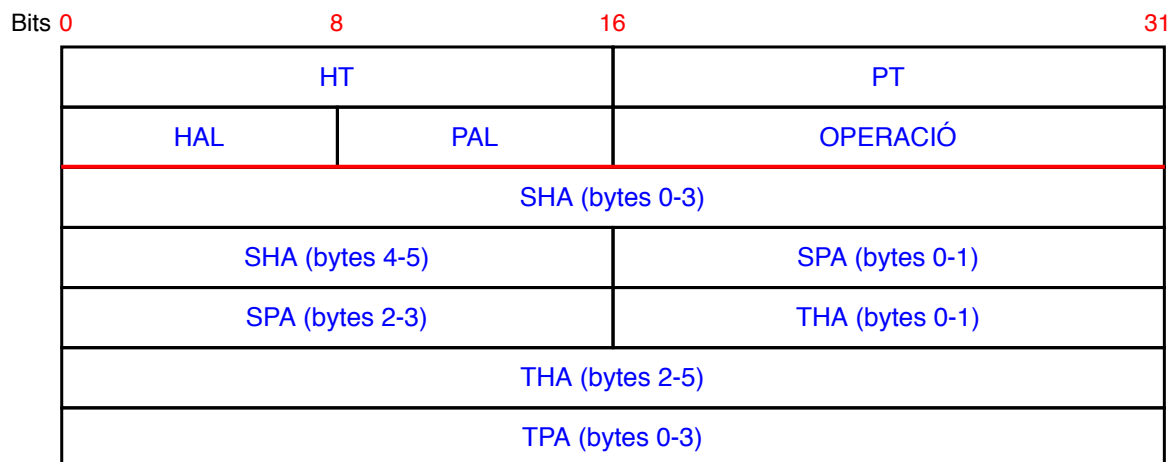 Bits 0 8 16 31
HT PT
HAL PAL OPERACIÓ
SHA (bytes 0-3)
SHA (bytes 4-5) SPA (bytes 0-1)
SPA (bytes 2-3) THA (bytes 0-1)
THA (bytes 2-5)
TPA (bytes 0-3)